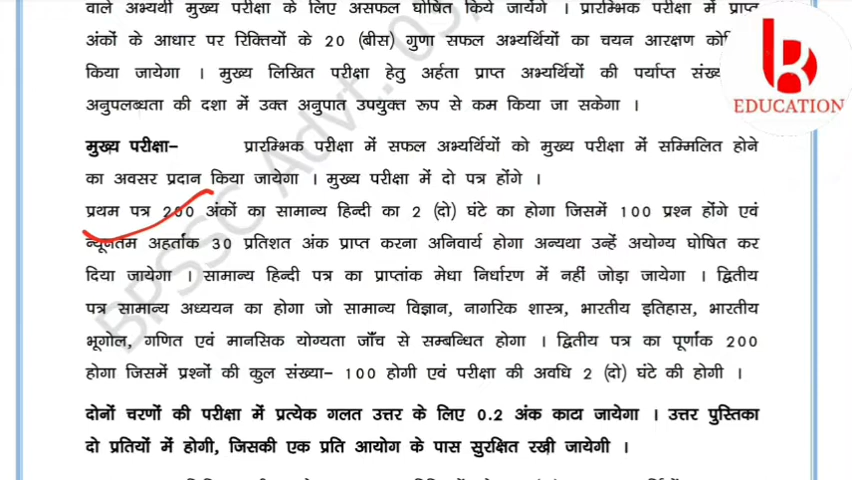 वाले अभ्यर्थी मुख्य परीक्षा के लिए असफल घोषित किये जायेंगे । प्रारम्भिक परीक्षा में प्राप्त
अंकों के आधार पर रिक्तियों के 20 (बीस) गुणा सफल अभ्यर्थियों का चयन आरक्षण
किया जायेगा । मुख्य लिखित परीक्षा हेतु अर्हता प्राप्त अभ्यर्थियों की पर्याप्त
अनुपलब्धता की दशा में उक्त अनुपात उपयुक्त रूप से कम किया जा सकेगा ।
EDUCATION
मुख्य परीक्षा- प्रारम्भिक परीक्षा में सफल अभ्यर्थियों को मुख्य परीक्षा में सम्मिलित होने
का अवसर प्रदान किया जायेगा । मुख्य परीक्षा में दो पत्र होंगे ।
प्रथम पत्र 200 अंकों का सामान्य हिन्दी का 2 (दो) घंटे का होगा जिसमें 100 प्रश्न होंगे एवं
न्यूनतम अहर्तांक 30 प्रतिशत अंक प्राप्त करना अनिवार्य होगा अन्यथा उन्हें अयोग्य घोषित कर
दिया जायेगा । सामान्य हिन्दी पत्र का प्राप्तांक मेधा निर्धारण में नहीं जोड़ा जायेगा । द्वितीय
पत्र सामान्य अध्ययन का होगा जो सामान्य विज्ञान, नागरिक शास्त्र, भारतीय इतिहास, भारतीय
भूगोल, गणित एवं मानसिक योग्यता जाँच से सम्बन्धित होगा । द्वितीय पत्र का पूर्णांक 200
होगा जिसमें प्रश्नों की कुल संख्या- 100 होगी एवं परीक्षा की अवधि 2 (दो) घंटे की होगी ।
दोनों चरणों की परीक्षा में प्रत्येक गलत उत्तर के लिए 0.2 अंक काटा जायेगा । उत्तर पुस्तिका
दो प्रतियों में होगी, जिसकी एक प्रति आयोग के पास सुरक्षित रखी जायेगी ।
BPSSC Advt. 03